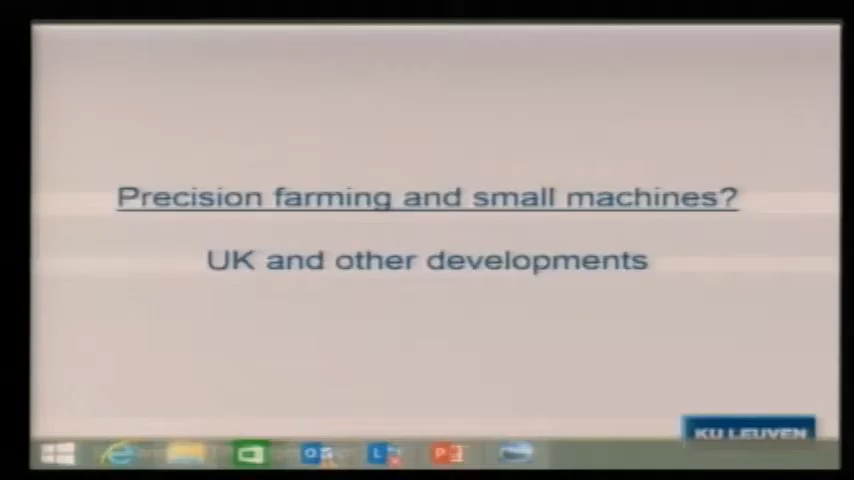 Precision farming and small machines?
UK and other developments
KU LEUVEN